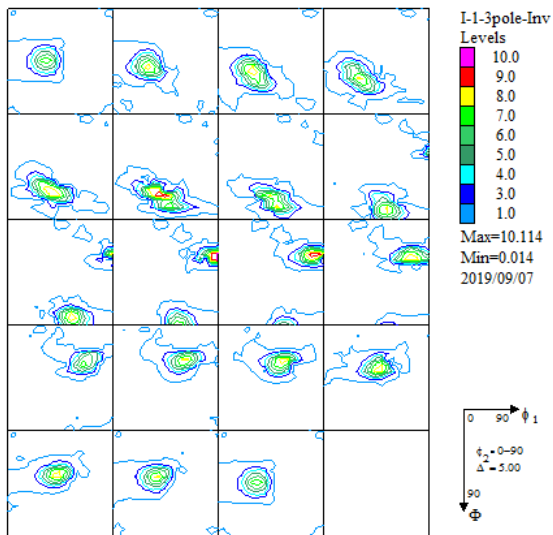 I-1-3pole-Inv
Levels
10.0
9.0
8.0
7.0
6.0
5.0
4.0
3.0
1.0
Max=10.114
Min=0.014
2019/09/07
0 90 ϕ1
ϕ2= 0-90
Δ = 5.00
90
Φ